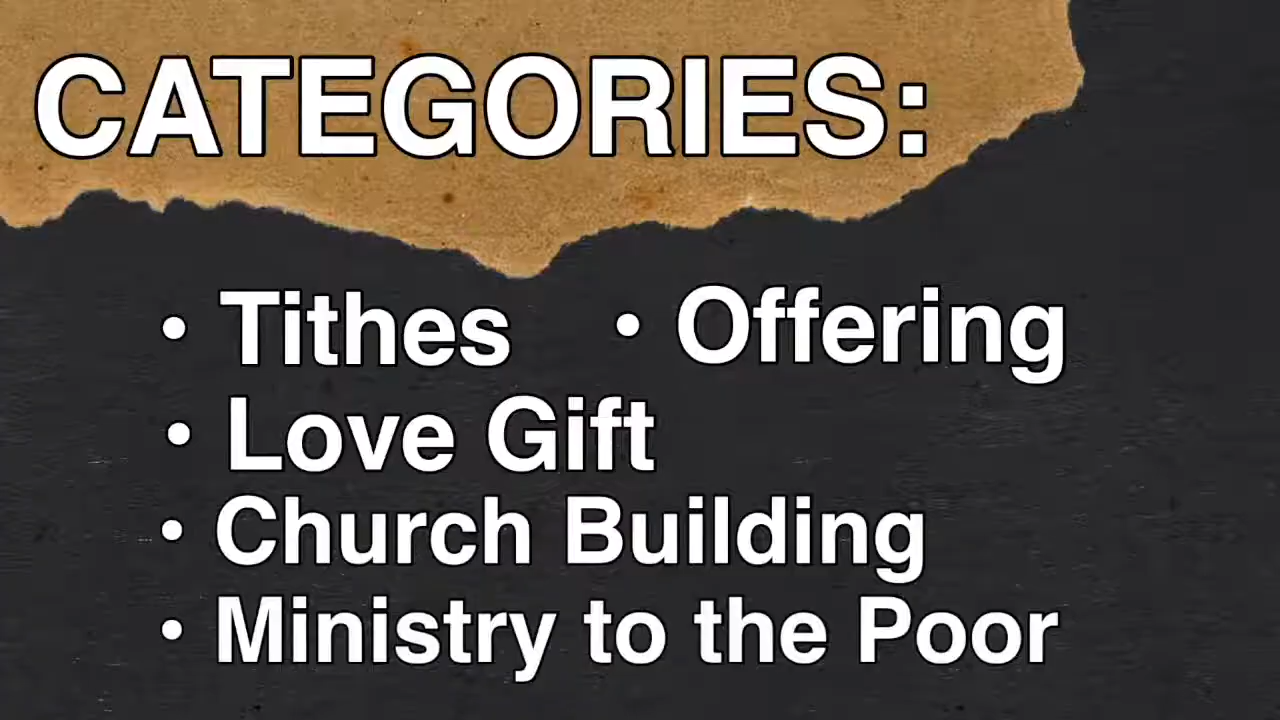 CATEGORIES:
• Tithes • Offering
• Love Gift
• Church Building
• Ministry to the Poor